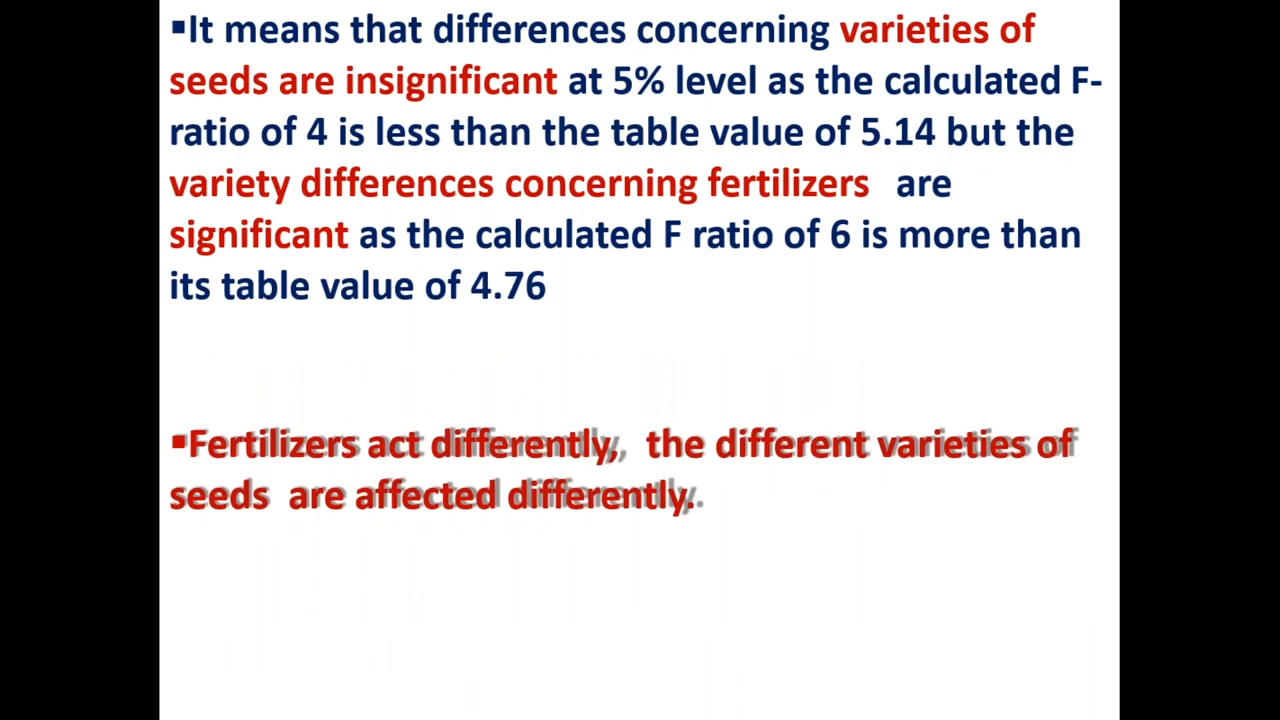 ▪It means that differences concerning varieties of
seeds are insignificant at 5% level as the calculated F-
ratio of 4 is less than the table value of 5.14 but the
variety differences concerning fertilizers are
significant as the calculated F ratio of 6 is more than
its table value of 4.76
▪Fertilizers act differently, the different varieties of
seeds are affected differently.